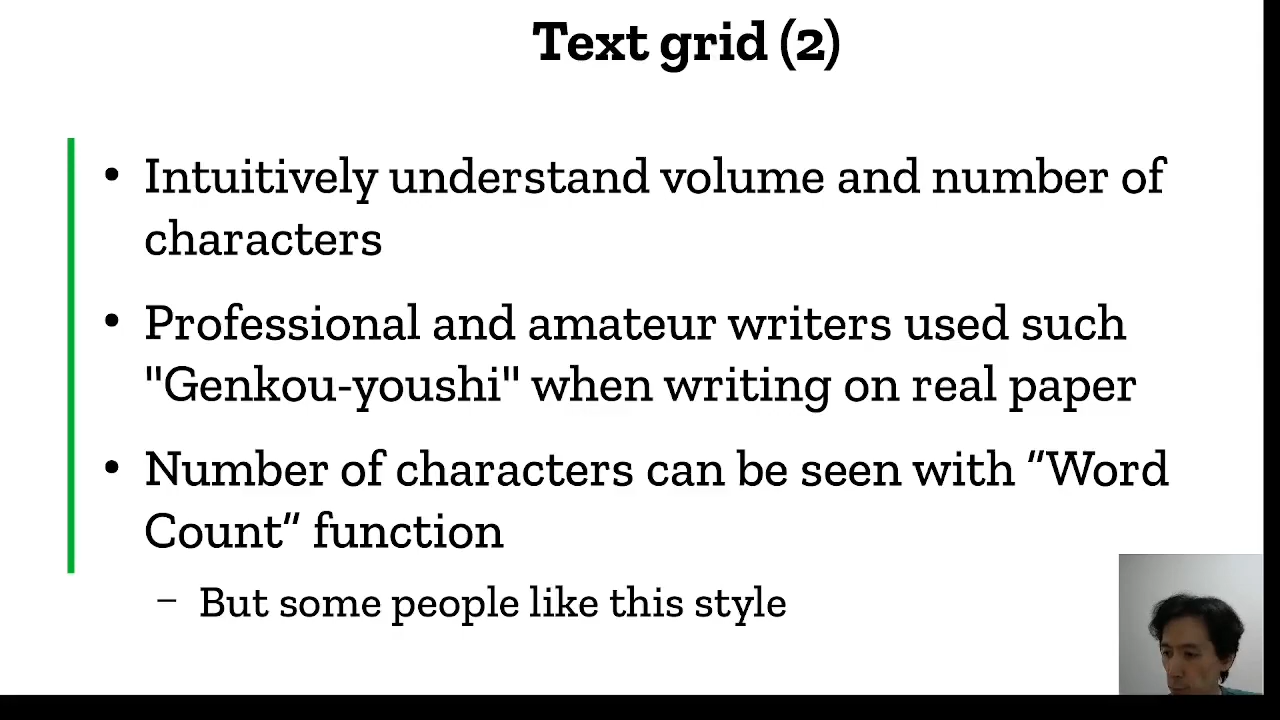 Text grid (2)
• Intuitively understand volume and number of
characters
• Professional and amateur writers used such
"Genkou-youshi" when writing on real paper
• Number of characters can be seen with “Word
Count” function
– But some people like this style